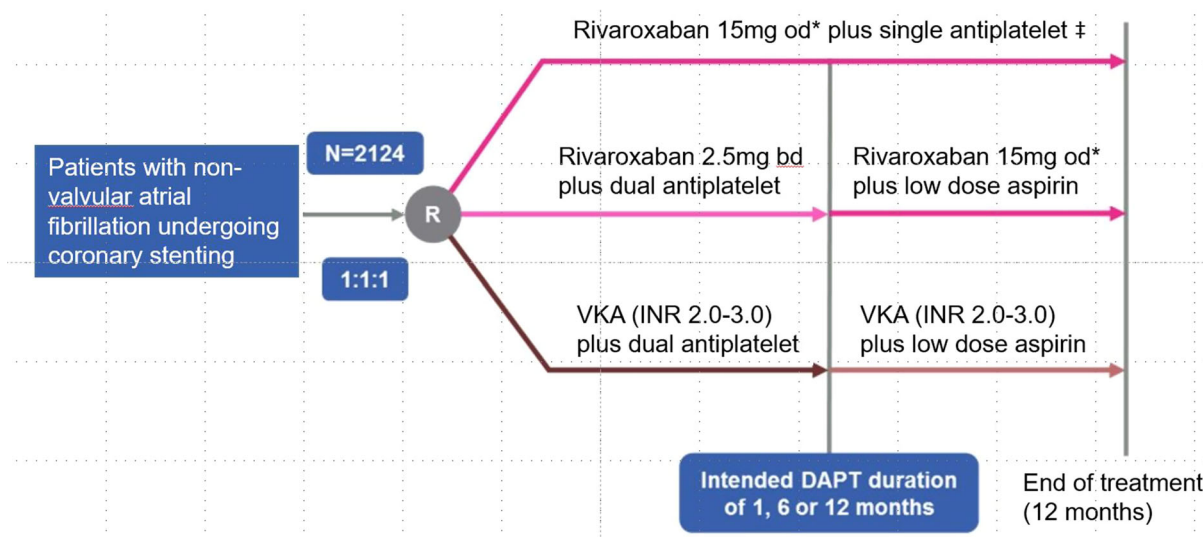 Rivaroxaban 15mg od* plus single antiplatelet ‡
N=2124
Patients with non-
valvular atrial
fibrillation undergoing
coronary stenting
R
1:1:1
Rivaroxaban 2.5mg bd
plus dual antiplatelet
Rivaroxaban 15mg od*
plus low dose aspirin
VKA (INR 2.0-3.0)
plus dual antiplatelet
VKA (INR 2.0-3.0)
plus low dose aspirin
Intended DAPT duration
of 1, 6 or 12 months
End of treatment
(12 months)